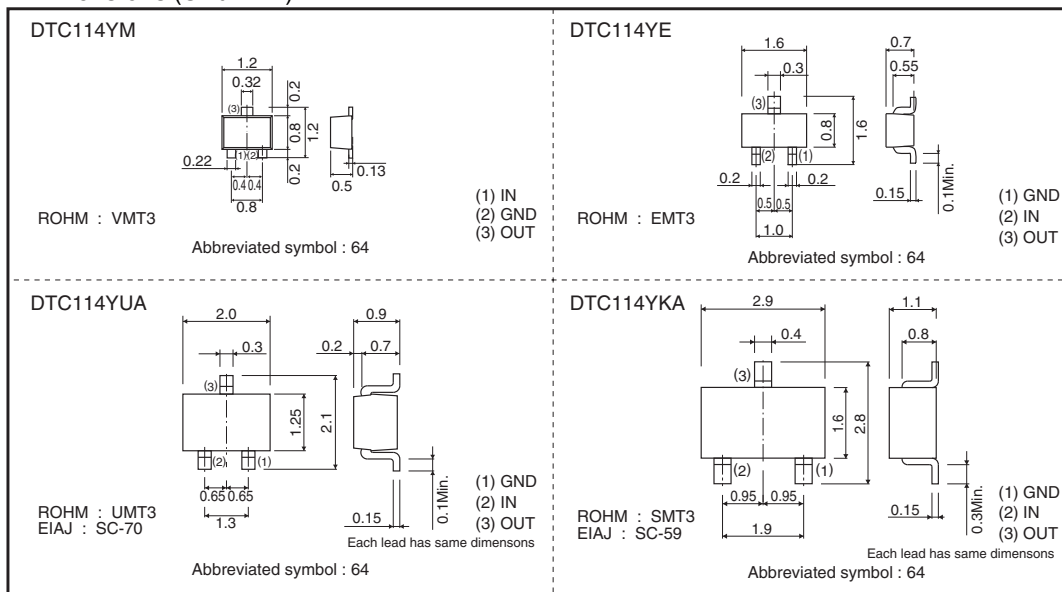 DTC114YM
1.2
0.32
0.2
(3)
0.8
1.2
0.22
(1)
(2)
0.2
0.13
0.4
0.4
0.5
0.8
(1) IN
(2) GND
(3) OUT
ROHM : VMT3
Abbreviated symbol : 64
DTC114YE
1.6
0.7
0.3
0.55
(3)
0.8
1.6
(2)
(1)
0.2
0.2
0.15
0.1Min.
0.5
0.5
1.0
(1) GND
(2) IN
(3) OUT
ROHM : EMT3
Abbreviated symbol : 64
DTC114YUA
2.0
0.9
0.3
0.2
0.7
(3)
1.25
2.1
(2)
(1)
0.65
0.65
1.3
0.15
0.1Min.
(1) GND
(2) IN
(3) OUT
ROHM : UMT3
EIAJ : SC-70
Each lead has same dimensons
Abbreviated symbol : 64
DTC114YKA
2.9
1.1
0.4
0.8
(3)
1.6
2.8
(2)
(1)
0.95
0.95
1.9
0.15
0.3Min.
(1) GND
(2) IN
(3) OUT
ROHM : SMT3
EIAJ : SC-59
Each lead has same dimensons
Abbreviated symbol : 64